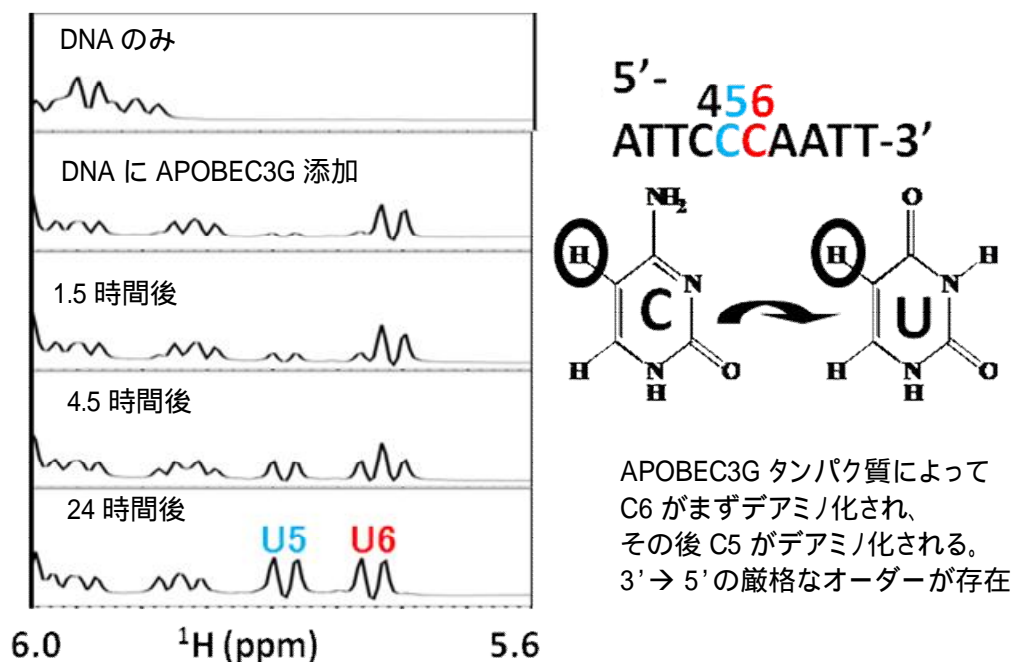 DNA のみ
DNA に APOBEC3G 添加
1.5 時間後
4.5 時間後
24 時間後
U5 U6
6.0 ¹H (ppm) 5.6
5’-
456
ATTCCCAATT-3’
NH₂
H
N
C
H
N
H
O
O
H
N
H
U
H
N
H
O
APOBEC3G タンパク質によって
C6 がまずデアミノ化され、
その後 C5 がデアミノ化される。
3’→ 5’の厳格なオーダーが存在